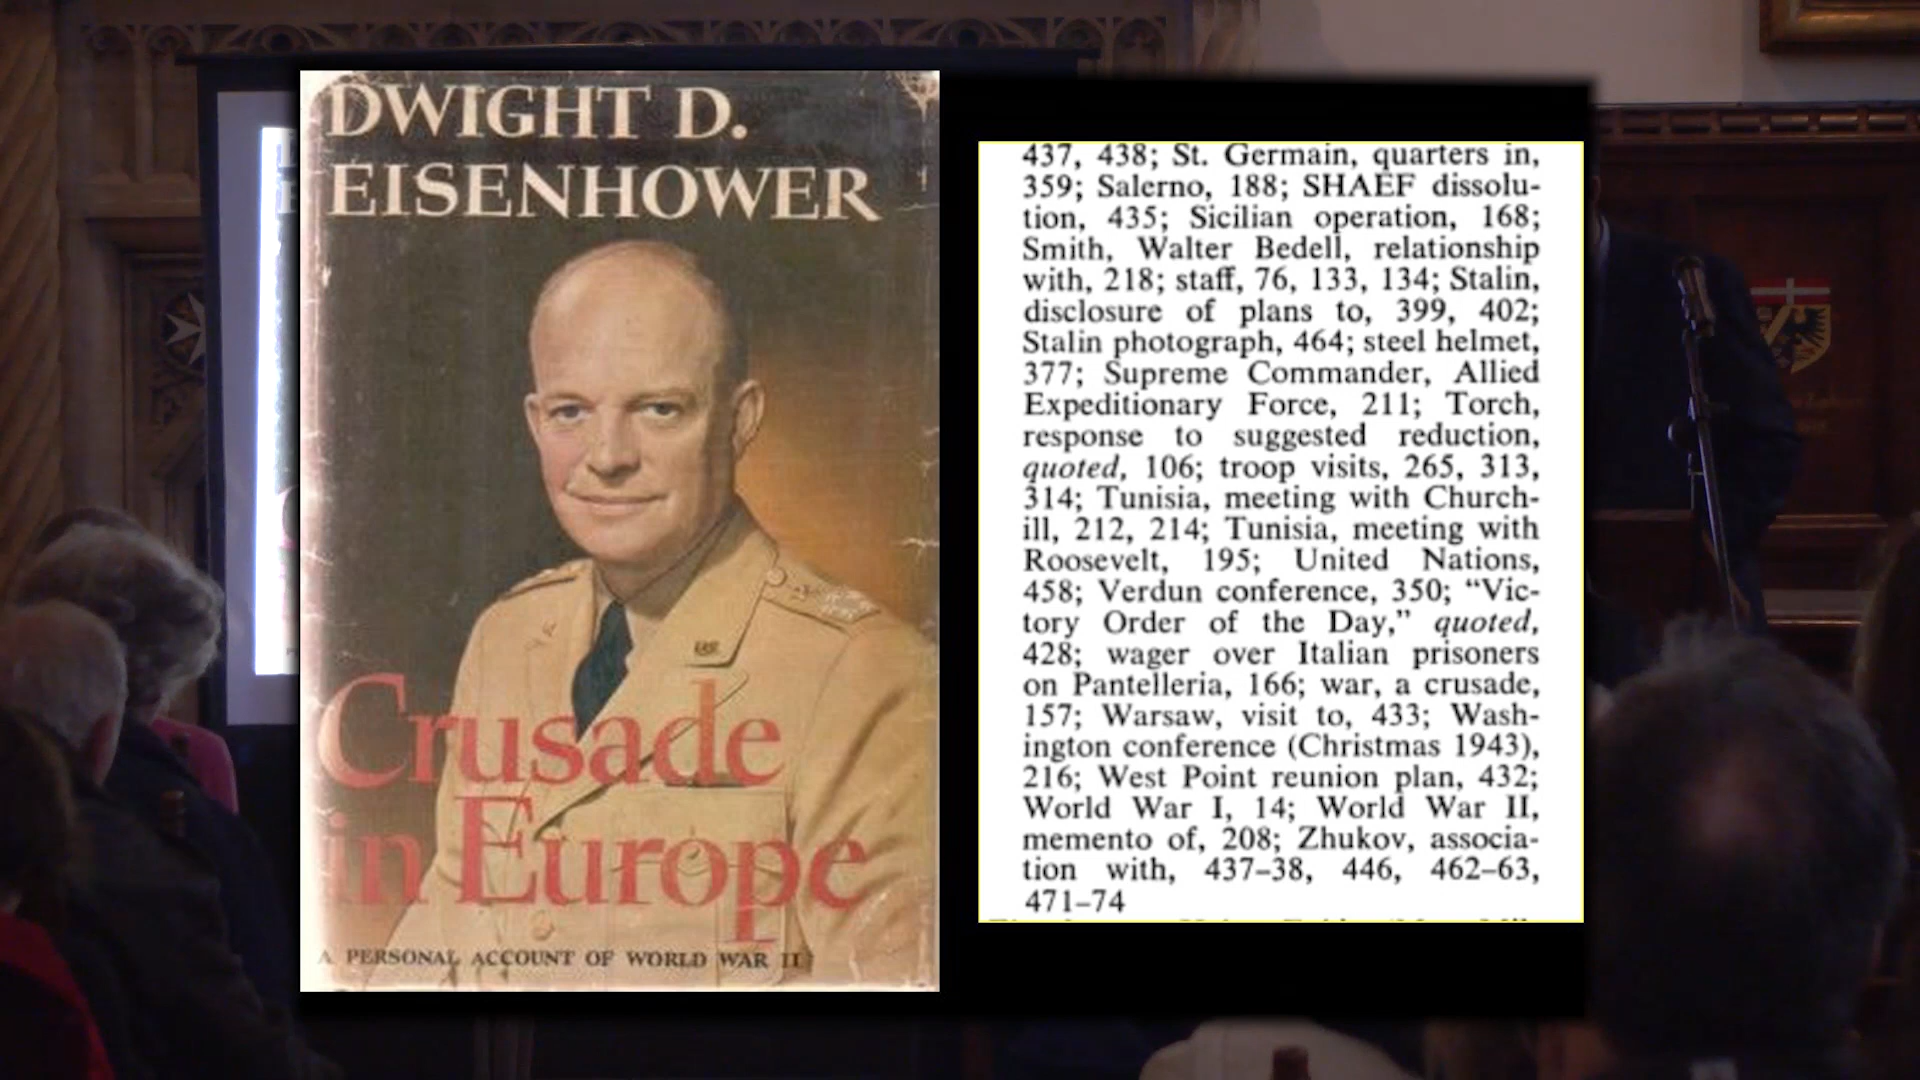 DWIGHT D.
EISENHOWER
Crusade
in Europe
A PERSONAL ACCOUNT OF WORLD WAR II
437, 438; St. Germain, quarters in,
359; Salerno, 188; SHAEF dissolu-
tion, 435; Sicilian operation, 168;
Smith, Walter Bedell, relationship
with, 218; staff, 76, 133, 134; Stalin,
disclosure of plans to, 399, 402;
Stalin photograph, 464; steel helmet,
377; Supreme Commander, Allied
Expeditionary Force, 211; Torch,
response to suggested reduction,
quoted, 106; troop visits, 265, 313,
314; Tunisia, meeting with Church-
ill, 212, 214; Tunisia, meeting with
Roosevelt, 195; United Nations,
458; Verdun conference, 350; “Vic-
tory Order of the Day,” quoted,
428; wager over Italian prisoners
on Pantelleria, 166; war, a crusade,
157; Warsaw, visit to, 433; Wash-
ington conference (Christmas 1943),
216; West Point reunion plan, 432;
World War I, 14; World War II,
memento of, 208; Zhukov, associa-
tion with, 437–38, 446, 462–63,
471–74